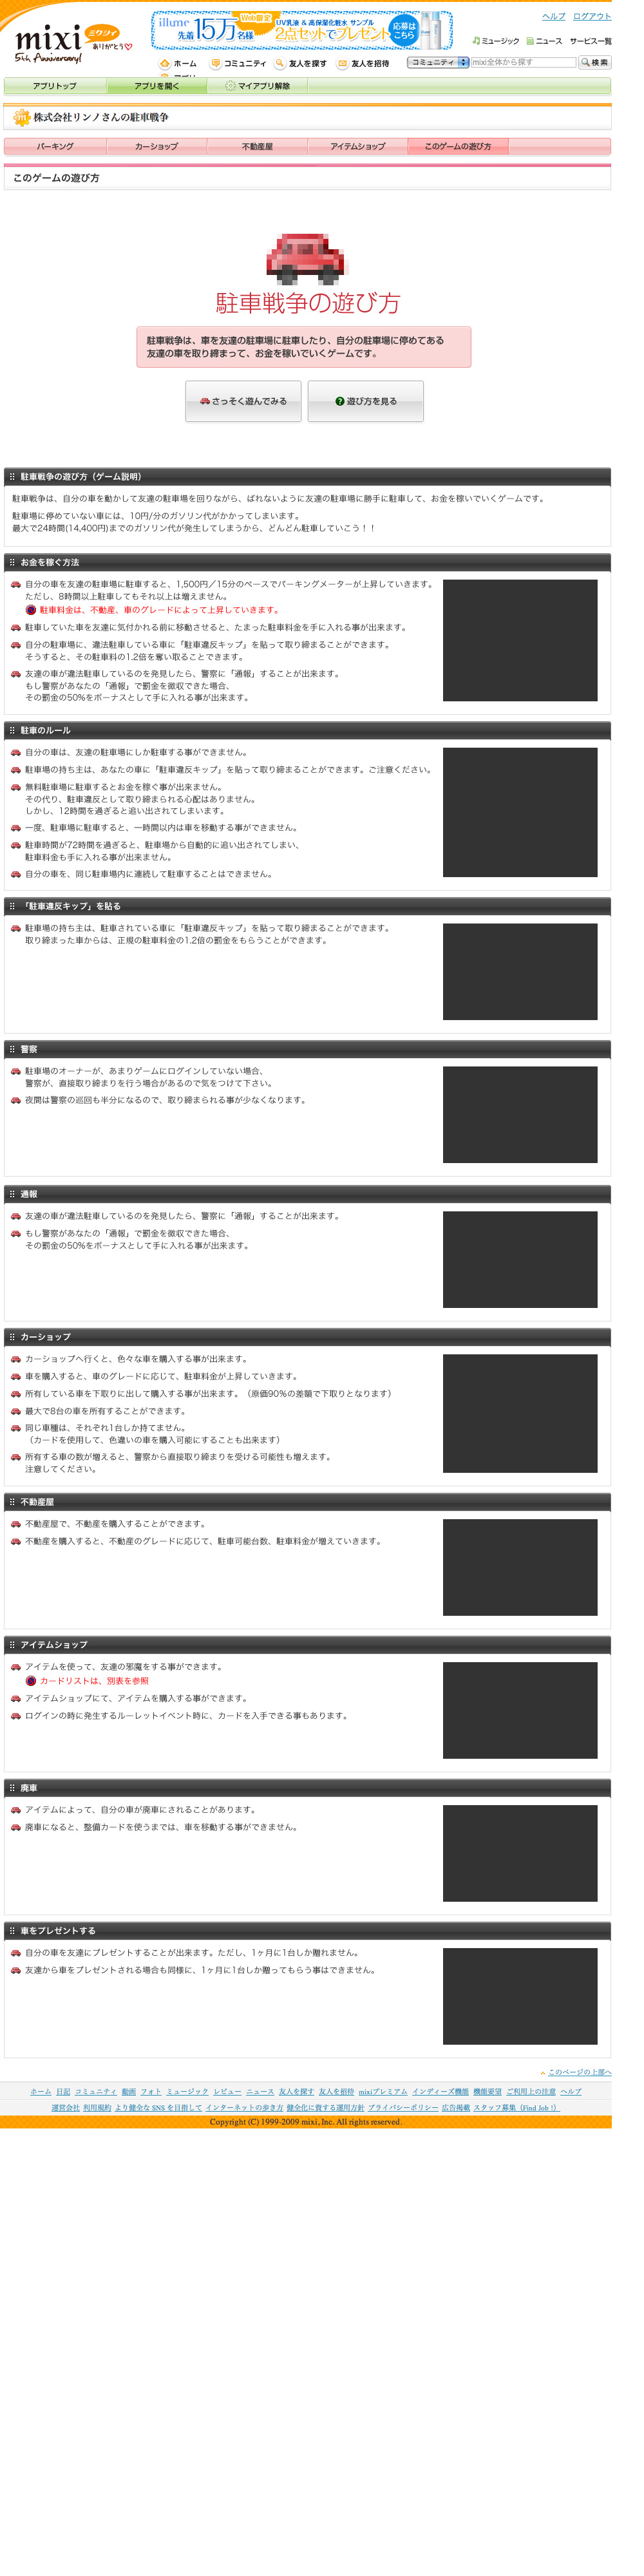 mixi
ミクシィ
ありがとう
5th Anniversary!
illume Web限定 UV乳液 & 高保湿化粧水 サンプル
先着15万名様 2点セットでプレゼント
応募はこちら
ヘルプ ログアウト
ミュージック ニュース サービス一覧
ホーム コミュニティ 友人を探す 友人を招待
コミュニティ mixi全体から探す 検索
アプリトップ アプリを開く マイアプリ解除
株式会社リンノさんの駐車戦争
パーキング カーショップ 不動産屋 アイテムショップ このゲームの遊び方
このゲームの遊び方
駐車戦争の遊び方
駐車戦争は、車を友達の駐車場に駐車したり、自分の駐車場に停めてある
友達の車を取り締まって、お金を稼いでいくゲームです。
さっそく遊んでみる 遊び方を見る
駐車戦争の遊び方（ゲーム説明）
駐車戦争は、自分の車を動かして友達の駐車場を回りながら、ばれないように友達の駐車場に勝手に駐車して、お金を稼いでいくゲームです。
駐車場に停めていない車には、10円/分のガソリン代がかかってしまいます。
最大で24時間(14,400円)までのガソリン代が発生してしまうから、どんどん駐車していこう！！
お金を稼ぐ方法
自分の車を友達の駐車場に駐車すると、1,500円／15分のペースでパーキングメーターが上昇していきます。
ただし、8時間以上駐車してもそれ以上は増えません。
駐車料金は、不動産、車のグレードによって上昇していきます。
駐車していた車を友達に気付かれる前に移動させると、たまった駐車料金を手に入れる事が出来ます。
自分の駐車場に、違法駐車している車に「駐車違反キップ」を貼って取り締まることができます。
そうすると、その駐車料の1.2倍を奪い取ることできます。
友達の車が違法駐車しているのを発見したら、警察に「通報」することが出来ます。
もし警察があなたの「通報」で罰金を徴収できた場合、
その罰金の50%をボーナスとして手に入れる事が出来ます。
駐車のルール
自分の車は、友達の駐車場にしか駐車する事ができません。
駐車場の持ち主は、あなたの車に「駐車違反キップ」を貼って取り締まることができます。ご注意ください。
無料駐車場に駐車するとお金を稼ぐ事が出来ません。
その代り、駐車違反として取り締まられる心配はありません。
しかし、12時間を過ぎると追い出されてしまいます。
一度、駐車場に駐車すると、一時間以内は車を移動する事ができません。
駐車時間が72時間を過ぎると、駐車場から自動的に追い出されてしまい、
駐車料金も手に入れる事が出来ません。
自分の車を、同じ駐車場内に連続して駐車することはできません。
「駐車違反キップ」を貼る
駐車場の持ち主は、駐車されている車に「駐車違反キップ」を貼って取り締まることができます。
取り締まった車からは、正規の駐車料金の1.2倍の罰金をもらうことができます。
警察
駐車場のオーナーが、あまりゲームにログインしていない場合、
警察が、直接取り締まりを行う場合があるので気をつけて下さい。
夜間は警察の巡回も半分になるので、取り締まられる事が少なくなります。
通報
友達の車が違法駐車しているのを発見したら、警察に「通報」することが出来ます。
もし警察があなたの「通報」で罰金を徴収できた場合、
その罰金の50%をボーナスとして手に入れる事が出来ます。
カーショップ
カーショップへ行くと、色々な車を購入する事が出来ます。
車を購入すると、車のグレードに応じて、駐車料金が上昇していきます。
所有している車を下取りに出して購入する事が出来ます。（原価90%の差額で下取りとなります）
最大で8台の車を所有することができます。
同じ車種は、それぞれ1台しか持てません。
（カードを使用して、色違いの車を購入可能にすることも出来ます）
所有する車の数が増えると、警察から直接取り締まりを受ける可能性も増えます。
注意してください。
不動産屋
不動産屋で、不動産を購入することができます。
不動産を購入すると、不動産のグレードに応じて、駐車可能台数、駐車料金が増えていきます。
アイテムショップ
アイテムを使って、友達の邪魔をする事ができます。
カードリストは、別表を参照
アイテムショップにて、アイテムを購入する事ができます。
ログインの時に発生するルーレットイベント時に、カードを入手できる事もあります。
廃車
アイテムによって、自分の車が廃車にされることがあります。
廃車になると、整備カードを使うまでは、車を移動する事ができません。
車をプレゼントする
自分の車を友達にプレゼントすることが出来ます。ただし、1ヶ月に1台しか贈れません。
友達から車をプレゼントされる場合も同様に、1ヶ月に1台しか贈ってもらう事はできません。
このページの上部へ
ホーム 日記 コミュニティ 動画 フォト ミュージック レビュー ニュース 友人を探す 友人を招待 mixiプレミアム インディーズ機能 機能要望 ご利用上の注意 ヘルプ
運営会社 利用規約 より健全な SNS を目指して インターネットの歩き方 健全化に資する運用方針 プライバシーポリシー 広告掲載 スタッフ募集（Find Job !）
Copyright (C) 1999-2009 mixi, Inc. All rights reserved.